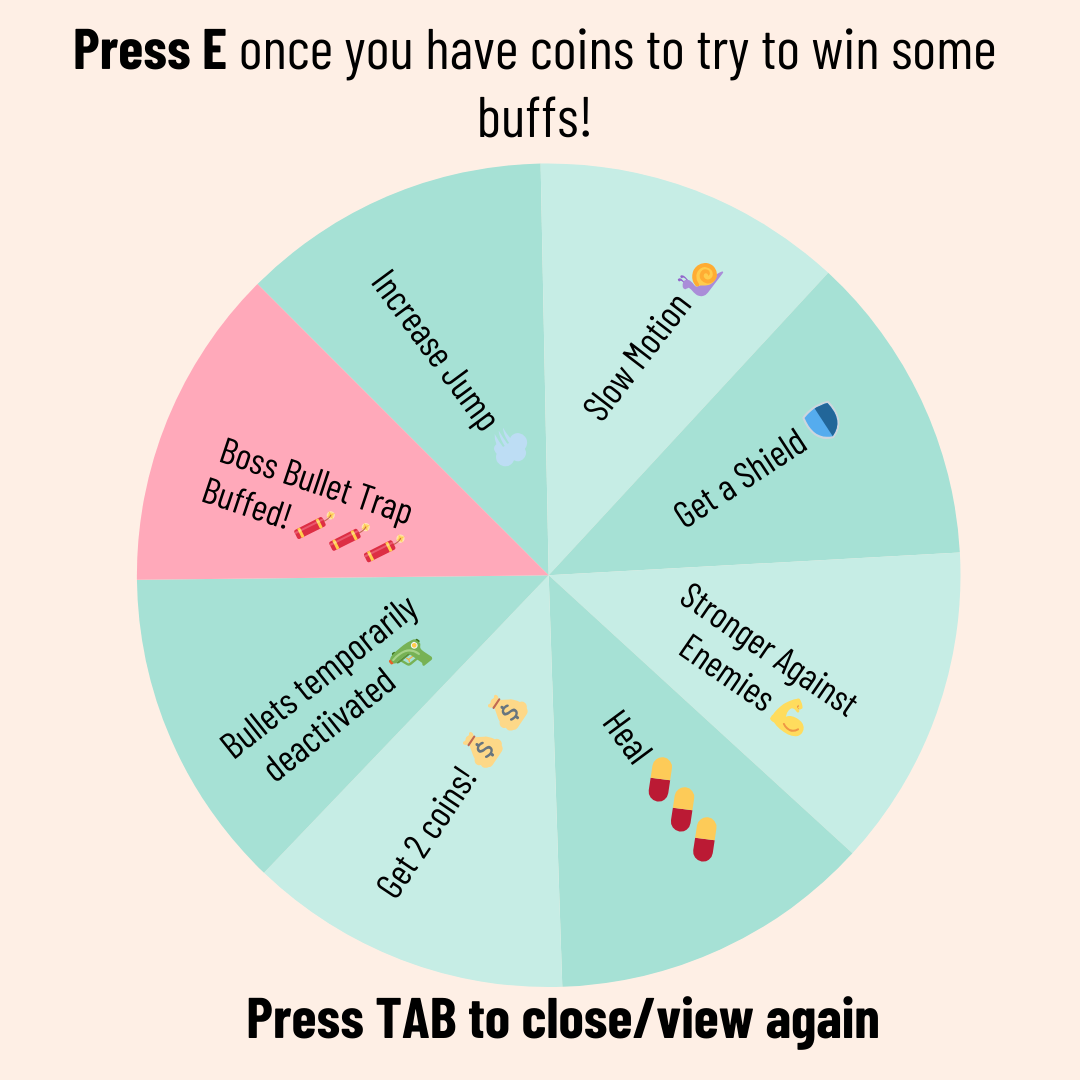 Press E once you have coins to try to win some
buffs!
Increase Jump 💨
Slow Motion 🐌
Get a Shield 🛡️
Boss Bullet Trap
Buffed! 🧨🧨🧨
Stronger Against
Enemies 💪
Bullets temporarily
deactiivated 🔫
Heal 💊💊💊
Get 2 coins! 💰💰
Press TAB to close/view again